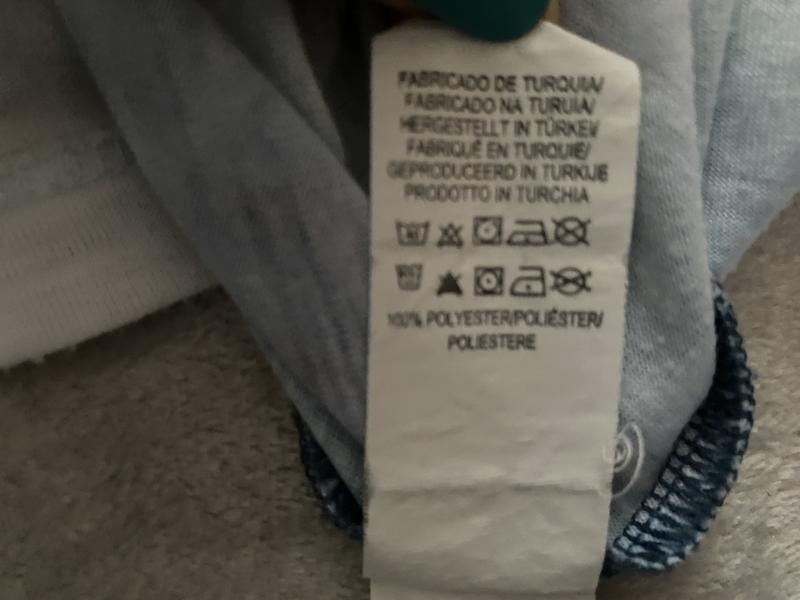 FABRICADO DE TURQUIA/
FABRICADO NA TURUIA/
HERGESTELLT IN TÜRKEI/
FABRIQUÉ EN TURQUIE/
GEPRODUCEERD IN TURKIJE
PRODOTTO IN TURCHIA
100% POLYESTER/POLIÉSTER/
POLIESTERE